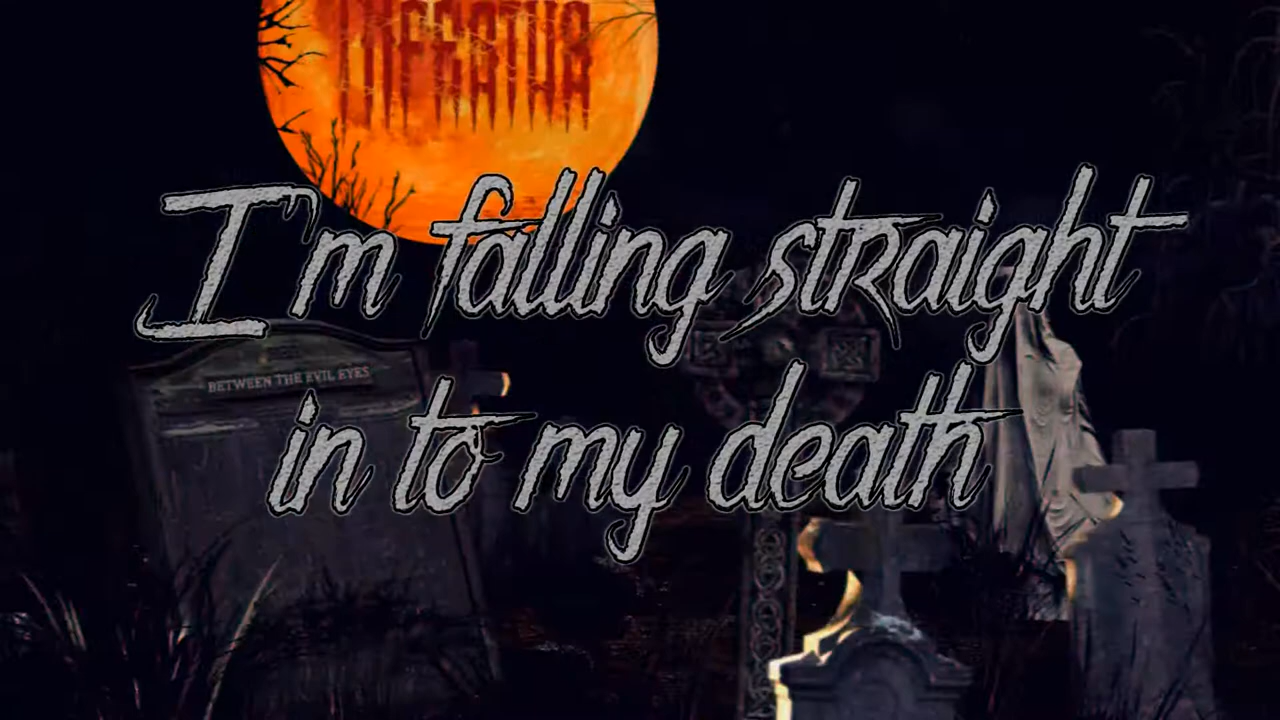 I'm falling straight
BETWEEN THE EVIL EYES
in to my death